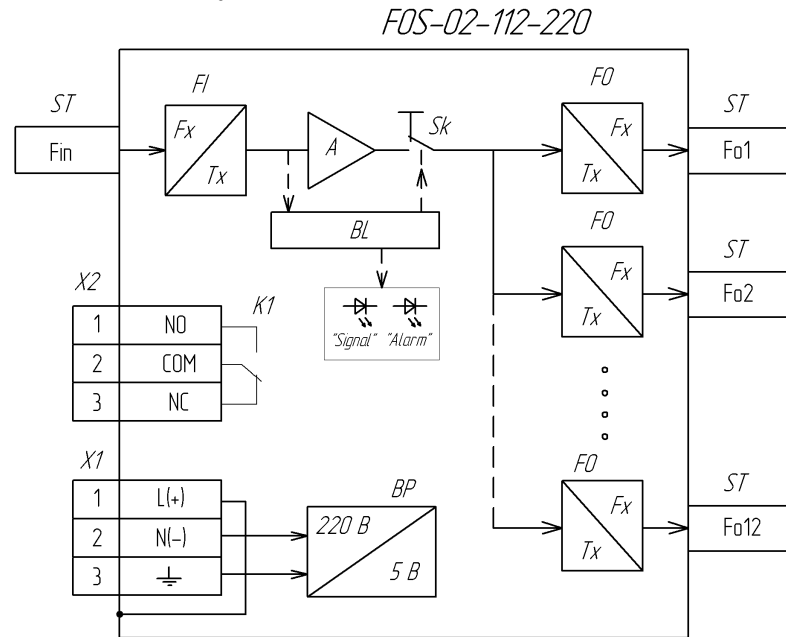 FOS-02-112-220
ST
Fin
FI
Fx
Tx
A
Sk
BL
"Signal" "Alarm"
FO
Fx
Tx
ST
Fo1
FO
Fx
Tx
ST
Fo2
FO
Fx
Tx
ST
Fo12
X2
K1
1 NO
2 COM
3 NC
X1
1 L(+)
2 N(-)
3
BP
220 В
5 В